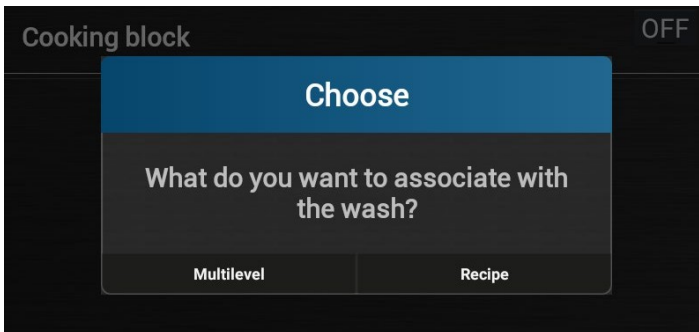 Cooking block
OFF
Choose
What do you want to associate with
the wash?
Multilevel
Recipe